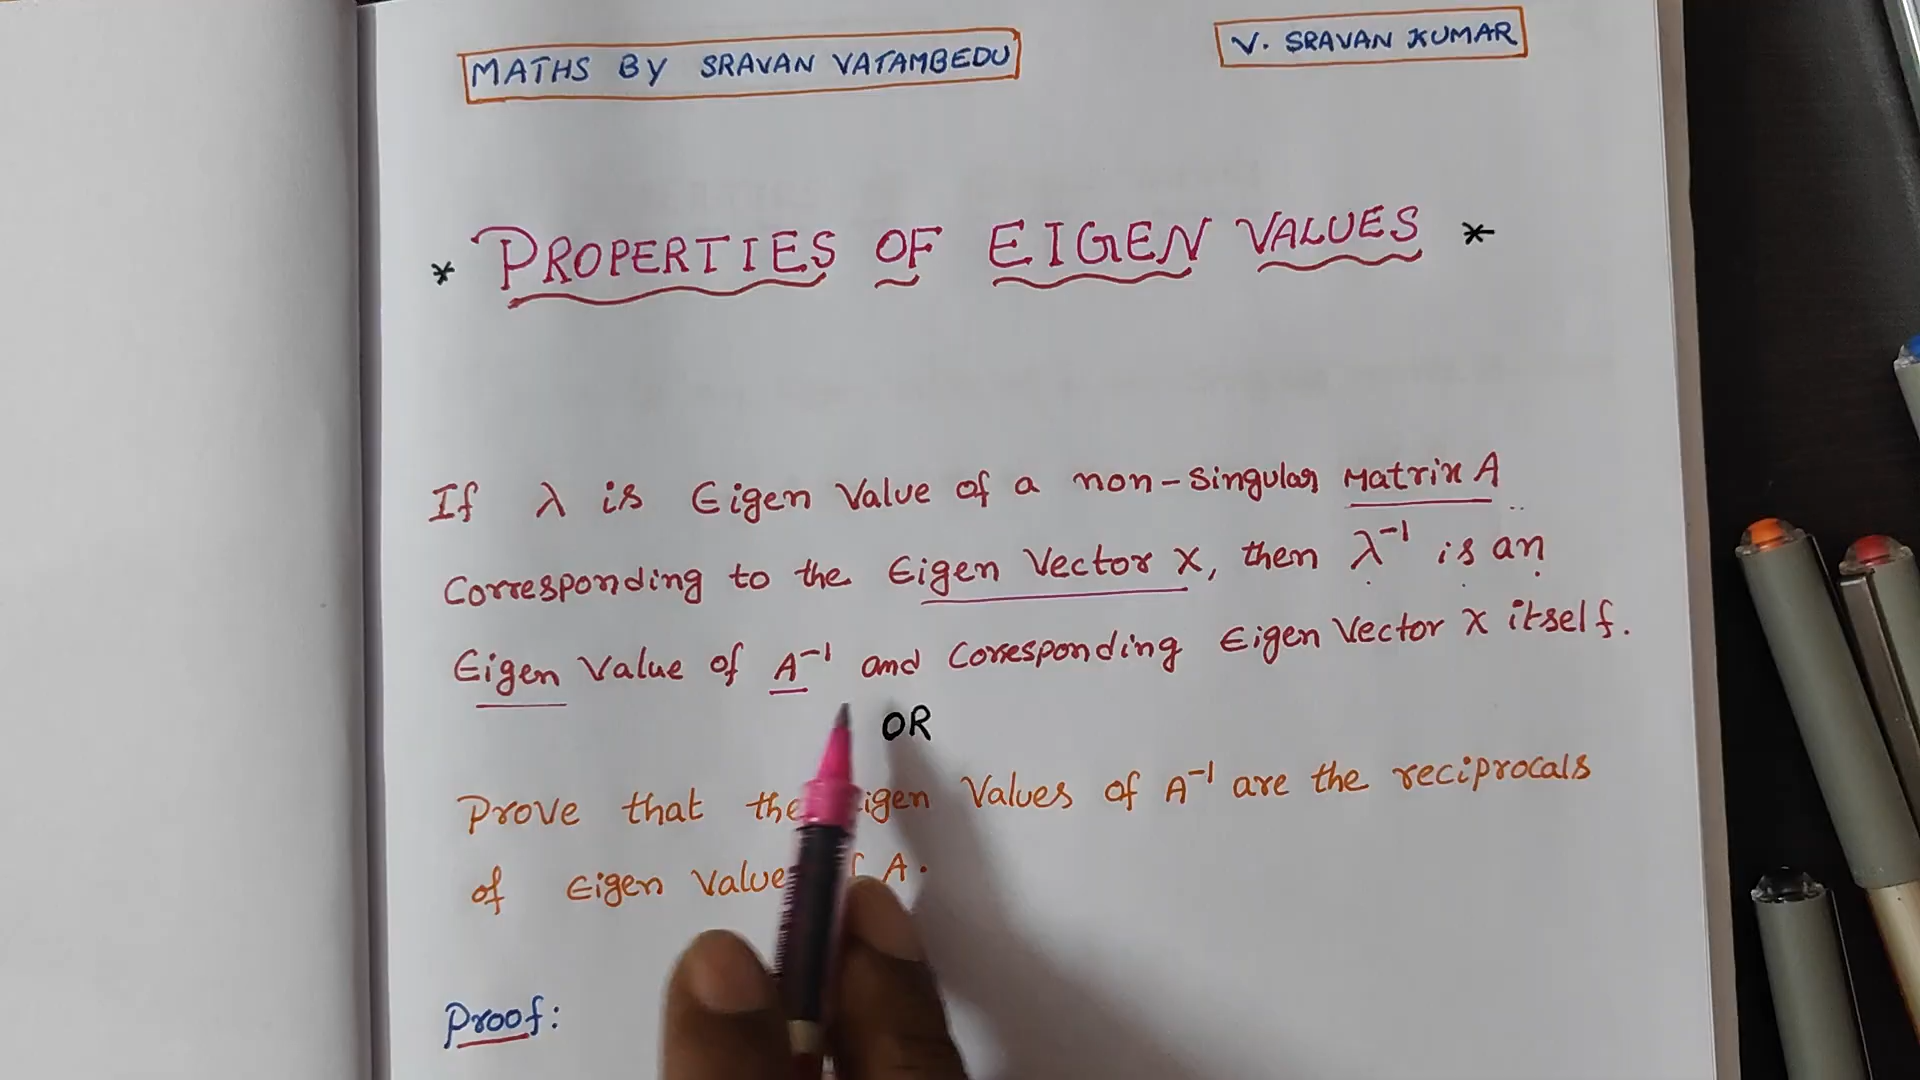 MATHS BY SRAVAN VATAMBEDU
V. SRAVAN KUMAR
* PROPERTIES OF EIGEN VALUES *
If λ is Eigen Value of a non-singular Matrix A
Corresponding to the Eigen Vector X, then λ⁻¹ is an
Eigen Value of A⁻¹ and Corresponding Eigen Vector X itself.
OR
Prove that the Eigen Values of A⁻¹ are the reciprocals
of Eigen Value of A.
Proof: